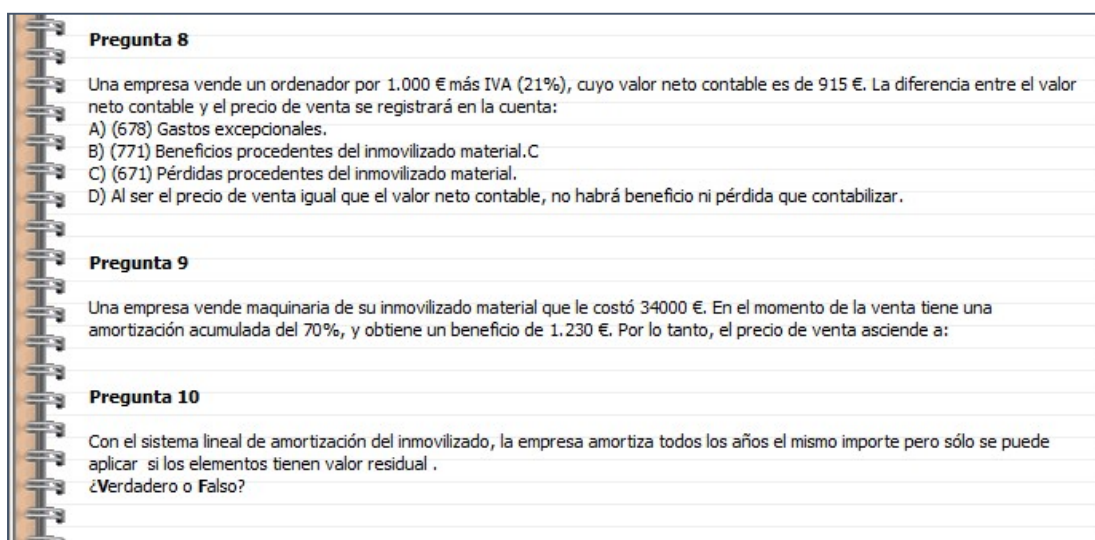 Pregunta 8
Una empresa vende un ordenador por 1.000 € más IVA (21%), cuyo valor neto contable es de 915 €. La diferencia entre el valor
neto contable y el precio de venta se registrará en la cuenta:
A) (678) Gastos excepcionales.
B) (771) Beneficios procedentes del inmovilizado material.C
C) (671) Pérdidas procedentes del inmovilizado material.
D) Al ser el precio de venta igual que el valor neto contable, no habrá beneficio ni pérdida que contabilizar.
Pregunta 9
Una empresa vende maquinaria de su inmovilizado material que le costó 34000 €. En el momento de la venta tiene una
amortización acumulada del 70%, y obtiene un beneficio de 1.230 €. Por lo tanto, el precio de venta asciende a:
Pregunta 10
Con el sistema lineal de amortización del inmovilizado, la empresa amortiza todos los años el mismo importe pero sólo se puede
aplicar  si los elementos tienen valor residual .
¿Verdadero o Falso?